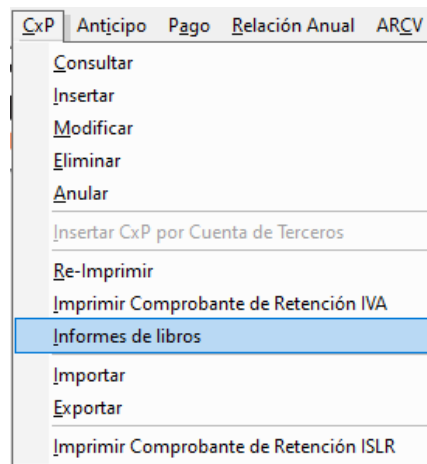 CxP Anticipo Pago Relación Anual ARCV
Consultar
Insertar
Modificar
Eliminar
Anular
Insertar CxP por Cuenta de Terceros
Re-Imprimir
Imprimir Comprobante de Retención IVA
Informes de libros
Importar
Exportar
Imprimir Comprobante de Retención ISLR